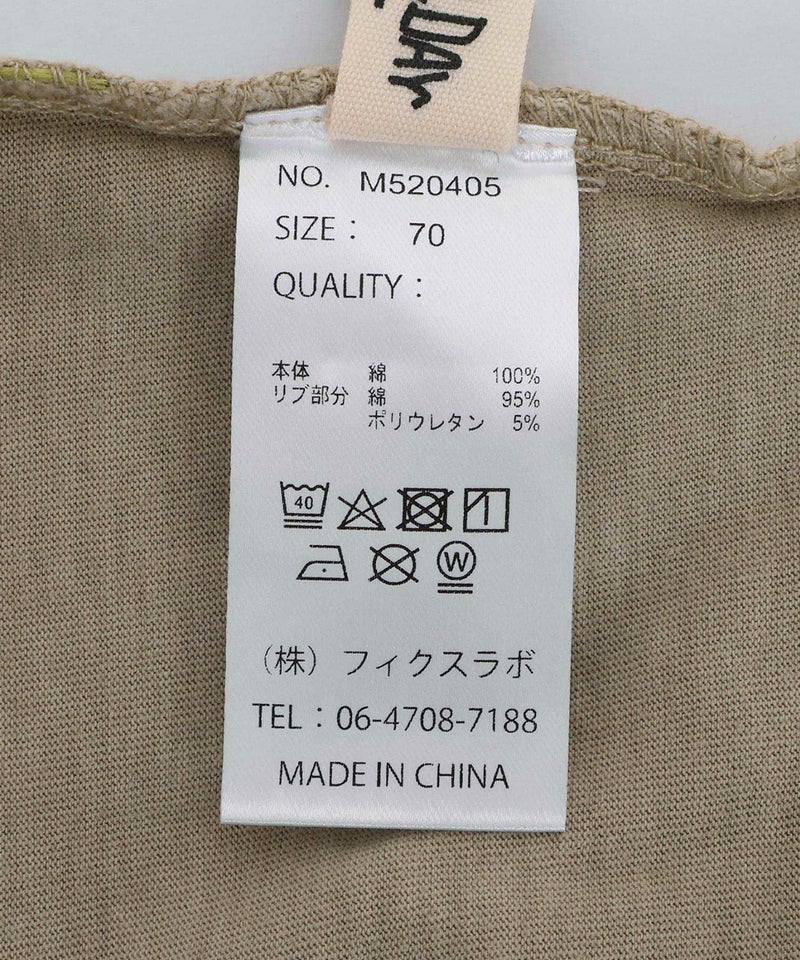 DAY
NO. M520405
SIZE : 70
QUALITY :
本体 綿 100%
リブ部分 綿 95%
ポリウレタン 5%
40
W
(株) フィクスラボ
TEL : 06-4708-7188
MADE IN CHINA